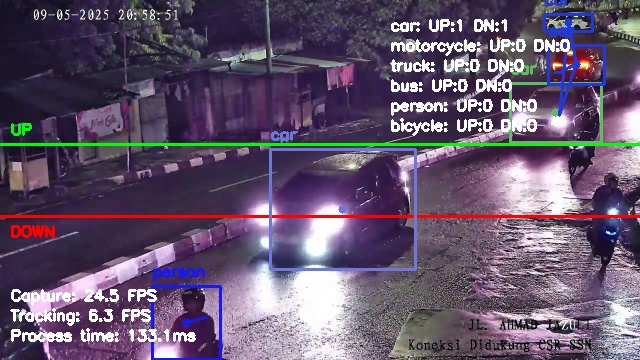 09-05-2025 20:58:51
car: UP:1 DN:1
motorcycle: UP:0 DN:0
truck: UP:0 DN:0
bus: UP:0 DN:0
person: UP:0 DN:0
bicycle: UP:0 DN:0
car
UP
car
DOWN
person
Capture: 24.5 FPS
Tracking: 6.3 FPS
Process time: 133.1ms
JL. AHMAD JAZULI
Koneksi Didukung CSR SSN